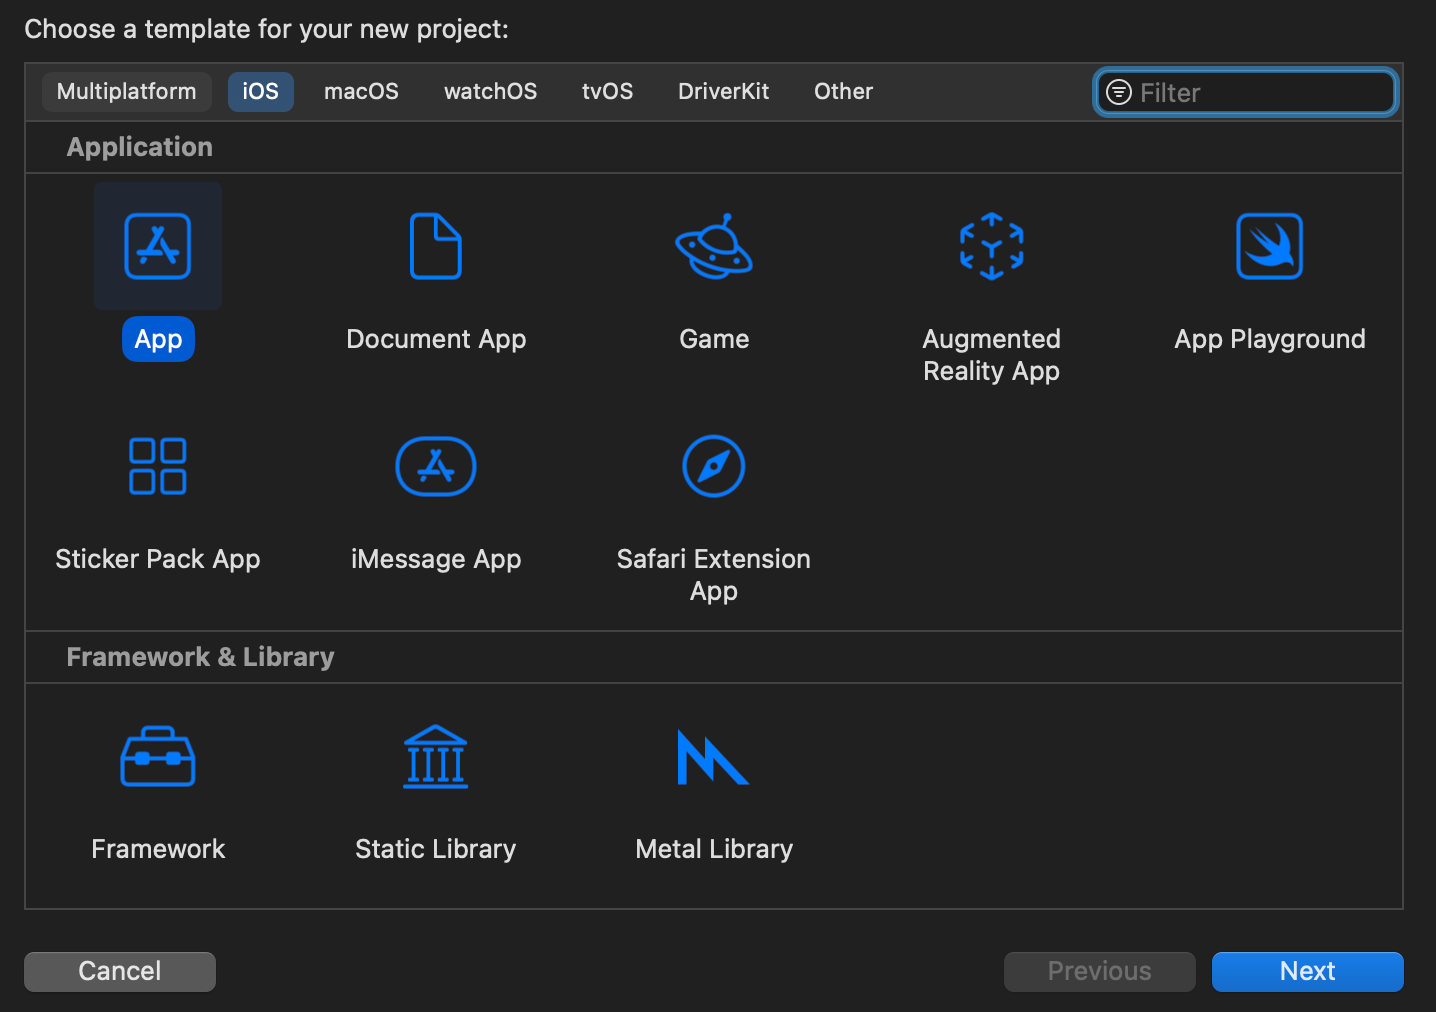 Choose a template for your new project:
Multiplatform iOS macOS watchOS tvOS DriverKit Other Filter
Application
App Document App Game Augmented Reality App App Playground
Sticker Pack App iMessage App Safari Extension App
Framework & Library
Framework Static Library Metal Library
Cancel Previous Next